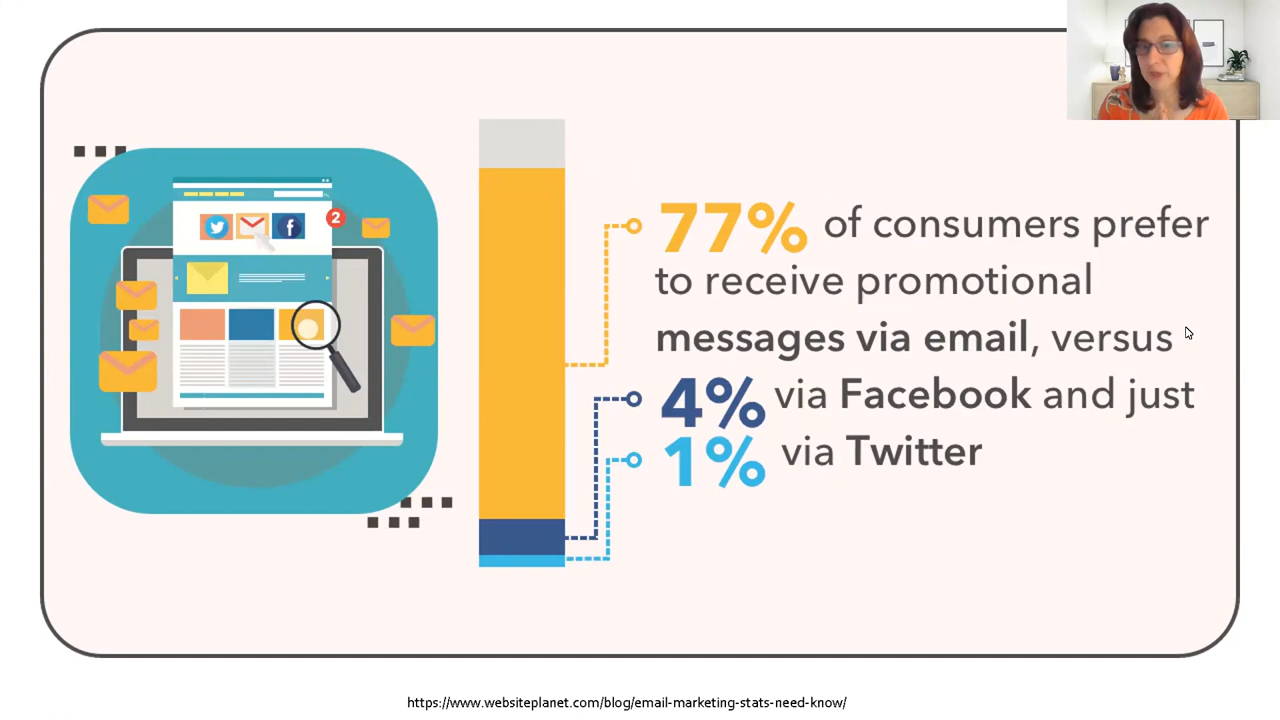 2
77% of consumers prefer
to receive promotional
messages via email, versus
4% via Facebook and just
1% via Twitter
https://www.websiteplanet.com/blog/email-marketing-stats-need-know/